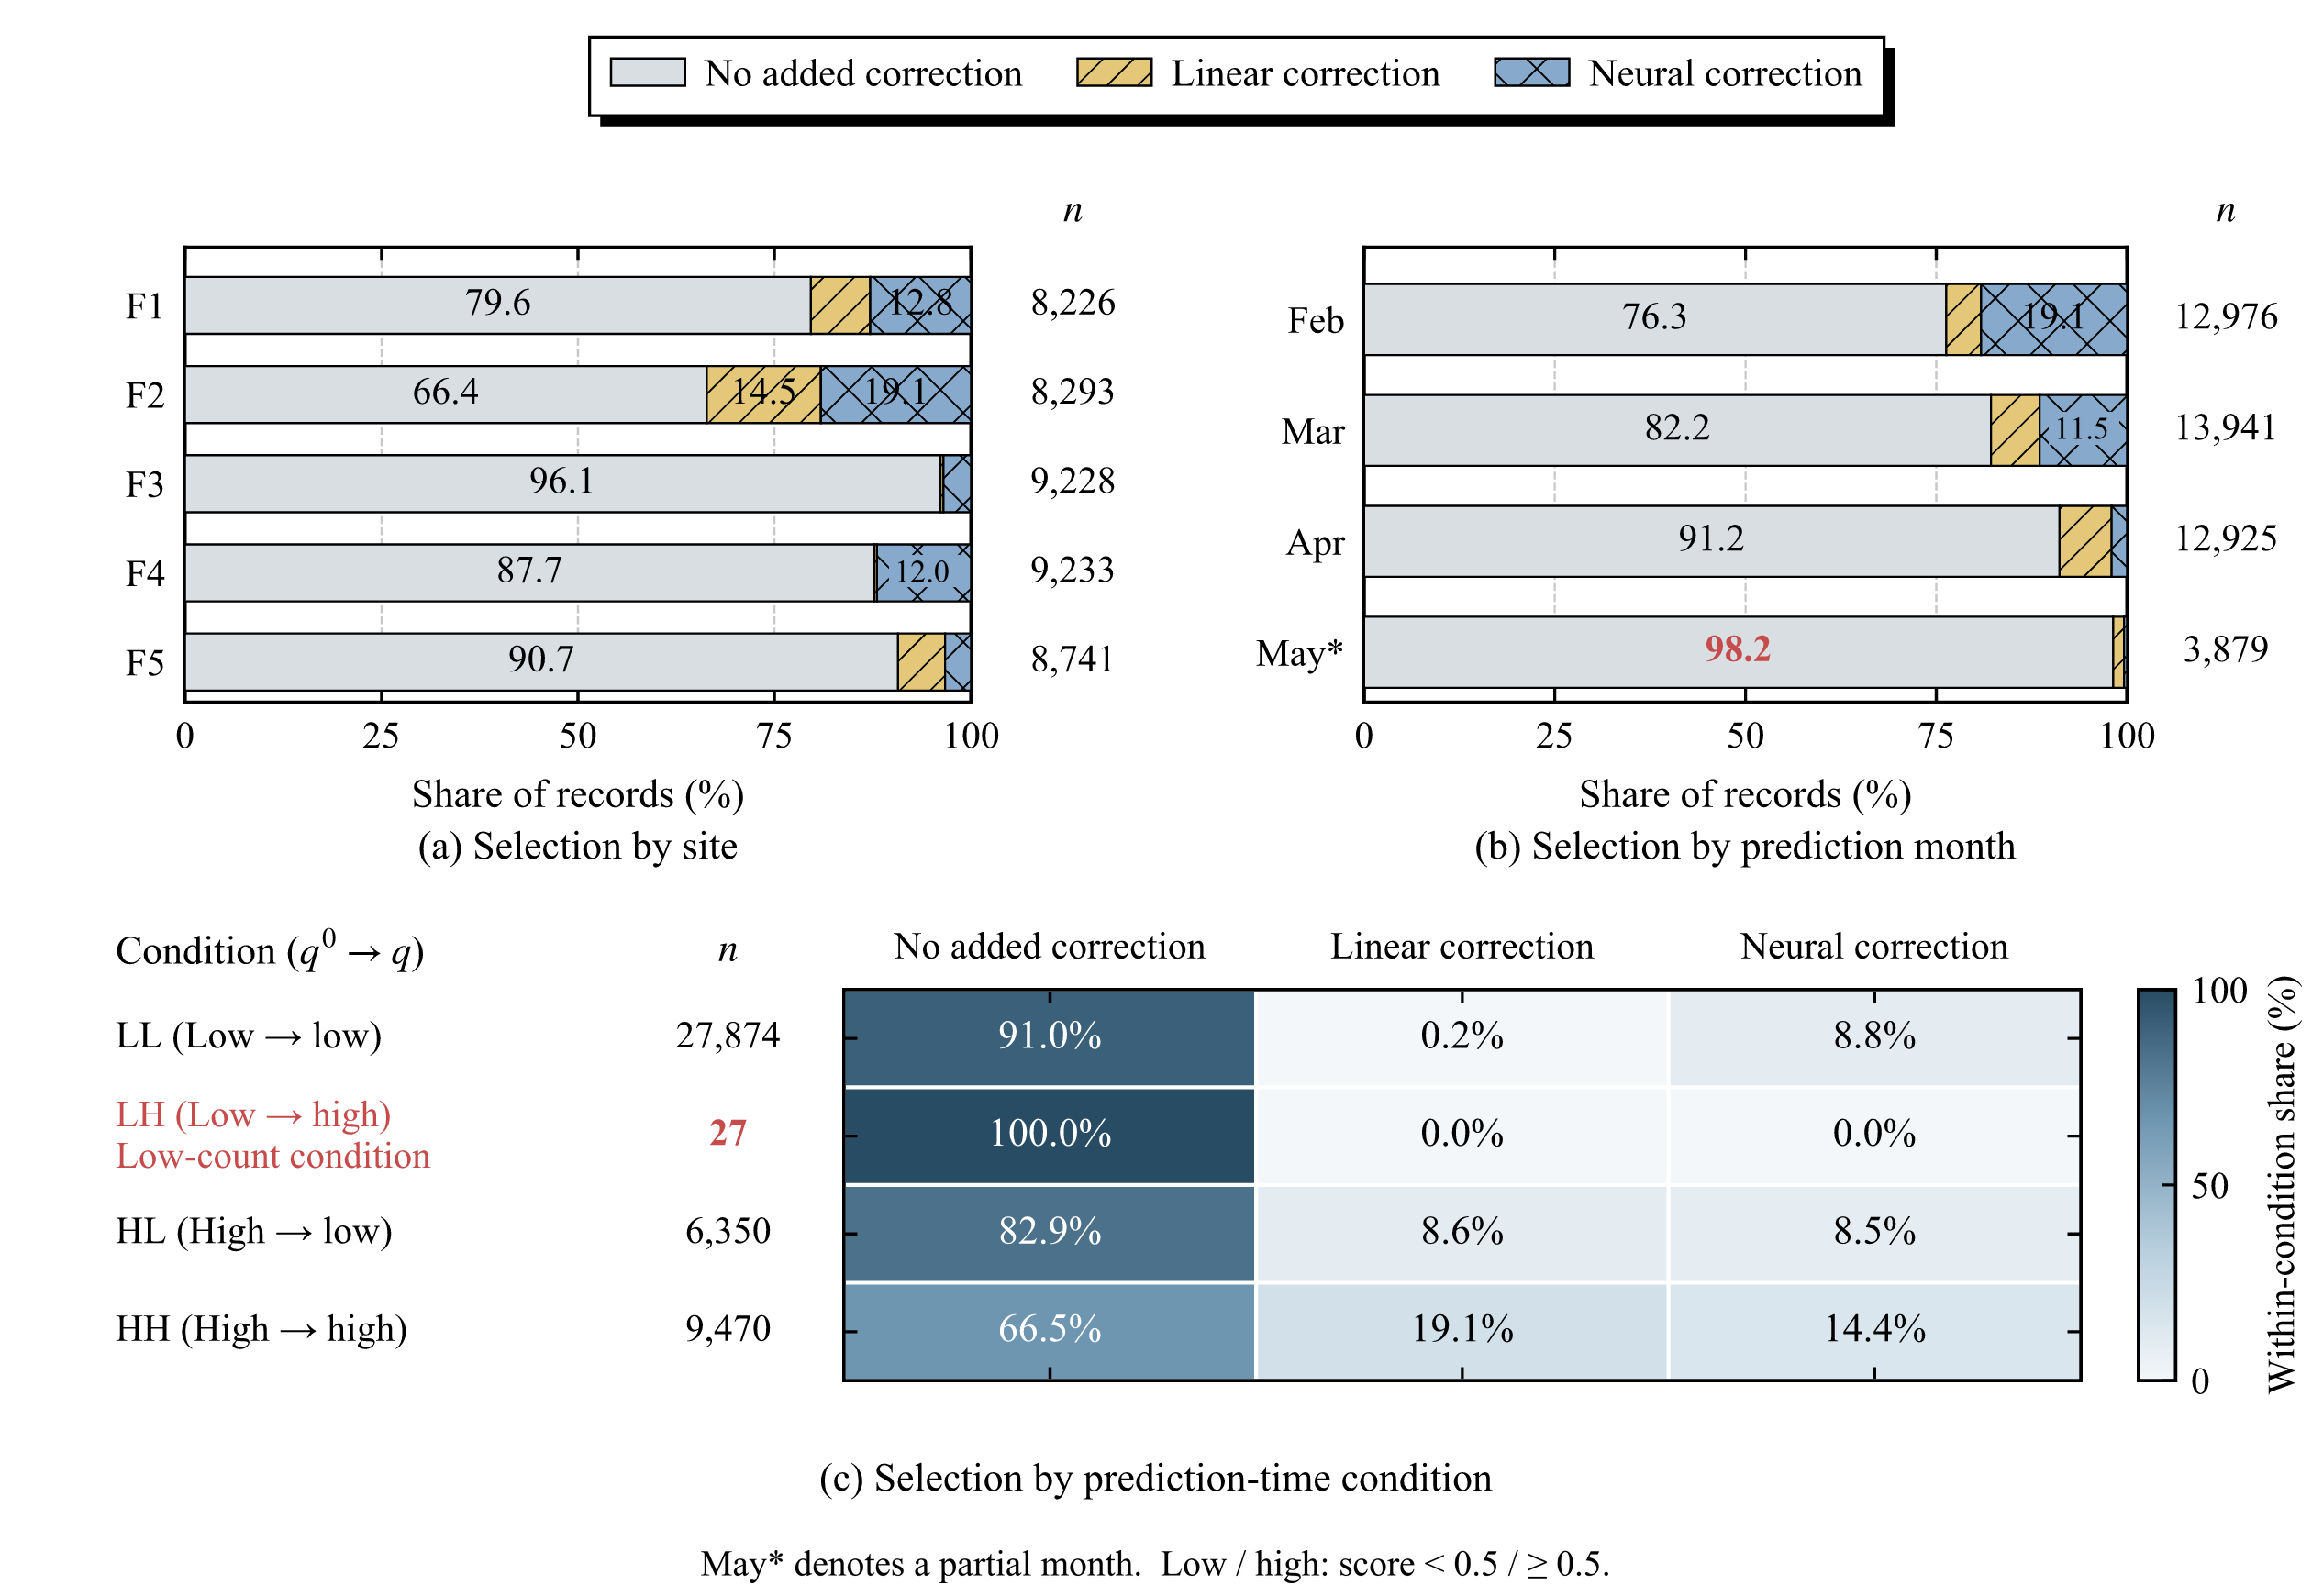 No added correction   Linear correction   Neural correction
n
F1   79.6   12.8   8,226
F2   66.4   14.5   19.1   8,293
F3   96.1   9,228
F4   87.7   12.0   9,233
F5   90.7   8,741
0   25   50   75   100
Share of records (%)
(a) Selection by site
n
Feb   76.3   19.1   12,976
Mar   82.2   11.5   13,941
Apr   91.2   12,925
May*   98.2   3,879
0   25   50   75   100
Share of records (%)
(b) Selection by prediction month
Condition (q⁰ → q)   n   No added correction   Linear correction   Neural correction
LL (Low → low)   27,874   91.0%   0.2%   8.8%
LH (Low → high)
Low-count condition   27   100.0%   0.0%   0.0%
HL (High → low)   6,350   82.9%   8.6%   8.5%
HH (High → high)   9,470   66.5%   19.1%   14.4%
100
50
0
Within-condition share (%)
(c) Selection by prediction-time condition
May* denotes a partial month.  Low / high: score < 0.5 / ≥ 0.5.